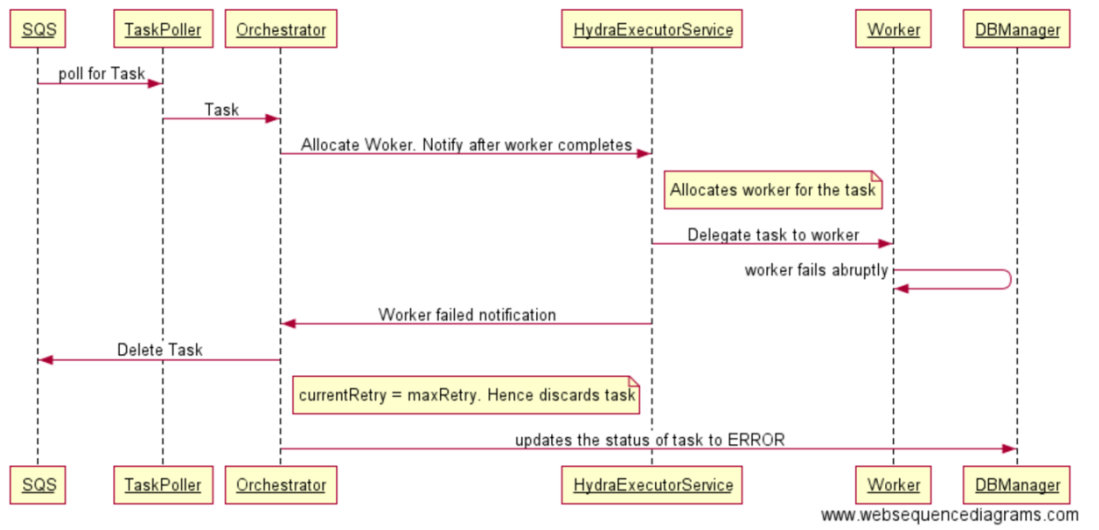 SQS TaskPoller Orchestrator HydraExecutorService Worker DBManager
poll for Task
Task
Allocate Woker. Notify after worker completes
Allocates worker for the task
Delegate task to worker
worker fails abruptly
Worker failed notification
Delete Task
currentRetry = maxRetry. Hence discards task
updates the status of task to ERROR
SQS TaskPoller Orchestrator HydraExecutorService Worker DBManager
www.websequencediagrams.com